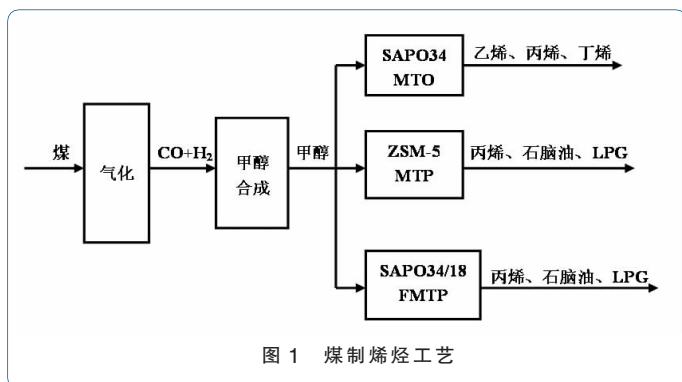 煤
气化
CO+H₂
甲醇
合成
甲醇
SAPO34
MTO
乙烯、丙烯、丁烯
ZSM-5
MTP
丙烯、石脑油、LPG
SAPO34/18
FMTP
丙烯、石脑油、LPG
图 1 煤制烯烃工艺